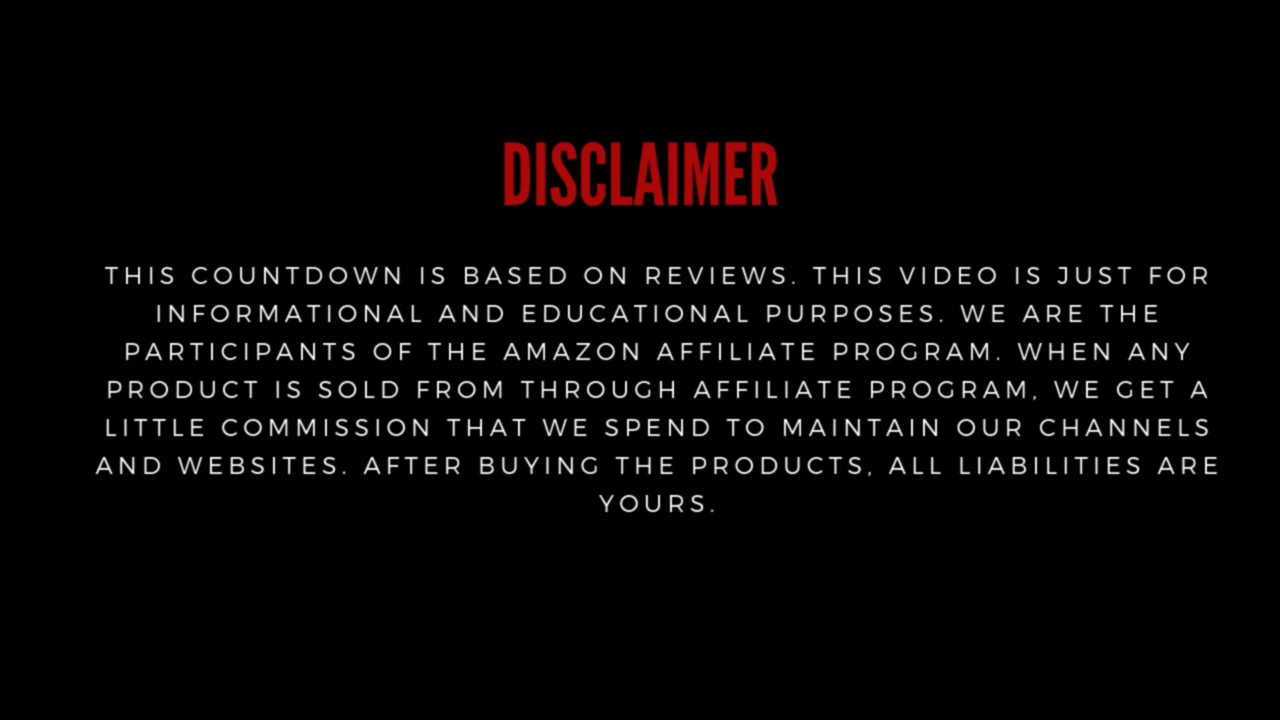 DISCLAIMER
THIS COUNTDOWN IS BASED ON REVIEWS. THIS VIDEO IS JUST FOR
INFORMATIONAL AND EDUCATIONAL PURPOSES. WE ARE THE
PARTICIPANTS OF THE AMAZON AFFILIATE PROGRAM. WHEN ANY
PRODUCT IS SOLD FROM THROUGH AFFILIATE PROGRAM, WE GET A
LITTLE COMMISSION THAT WE SPEND TO MAINTAIN OUR CHANNELS
AND WEBSITES. AFTER BUYING THE PRODUCTS, ALL LIABILITIES ARE
YOURS.